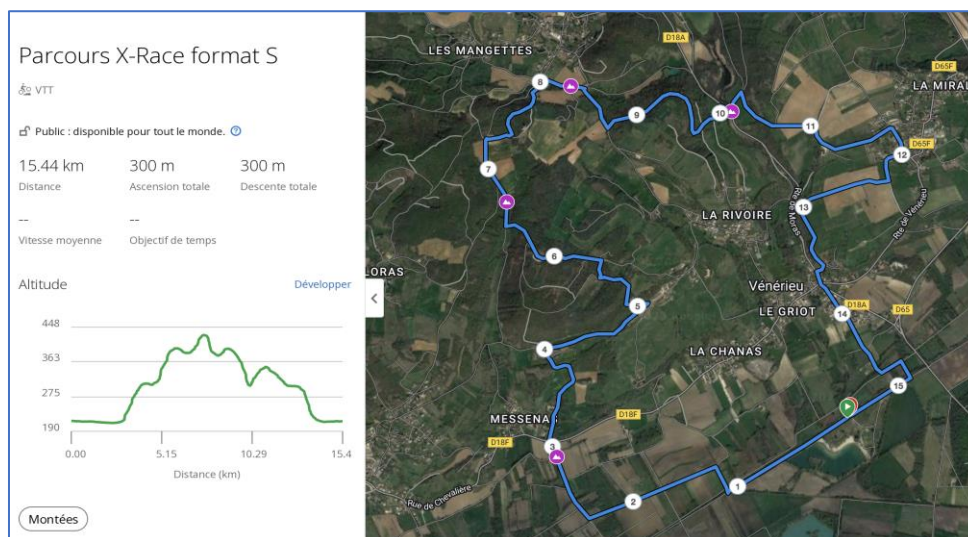 Parcours X-Race format S
VTT
Public : disponible pour tout le monde. ?
15.44 km
300 m
300 m
Distance
Ascension totale
Descente totale
--
--
Vitesse moyenne
Objectif de temps
Altitude
Développer
448
363
275
190
0.00
5.15
10.29
15.4
Distance (km)
Montées
LES MANGETTES
D18A
D65F
LA MIRAL
8
9
10
11
D65F
12
7
13
Rte de Moras
LA RIVOIRE
Rte de Vénérieu
6
LORAS
Vénérieu
5
D18A
D65
LE GRIOT
14
4
LA CHANAS
15
MESSENAS
D18F
D18F
3
1
2
Rue de Chevalière